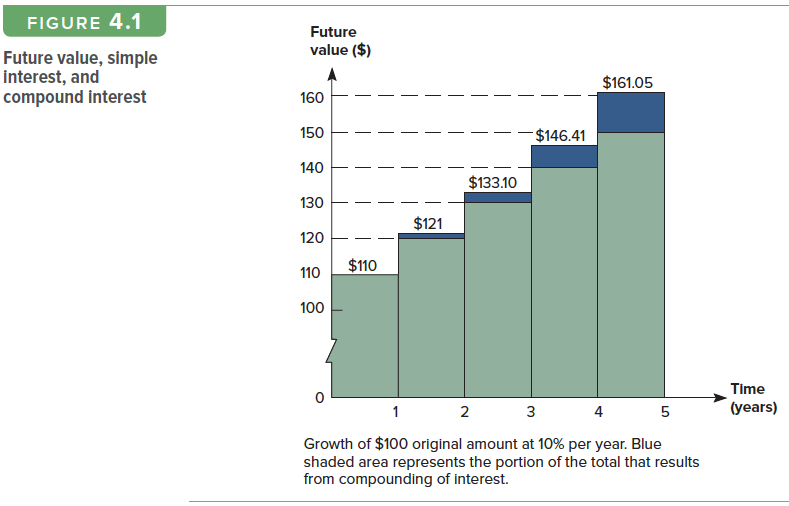 FIGURE 4.1
Future value, simple
interest, and
compound interest
Future
value ($)
160
150
140
130
120
110
100
0
$110
$121
$133.10
$146.41
$161.05
1
2
3
4
5
Time
(years)
Growth of $100 original amount at 10% per year. Blue
shaded area represents the portion of the total that results
from compounding of interest.